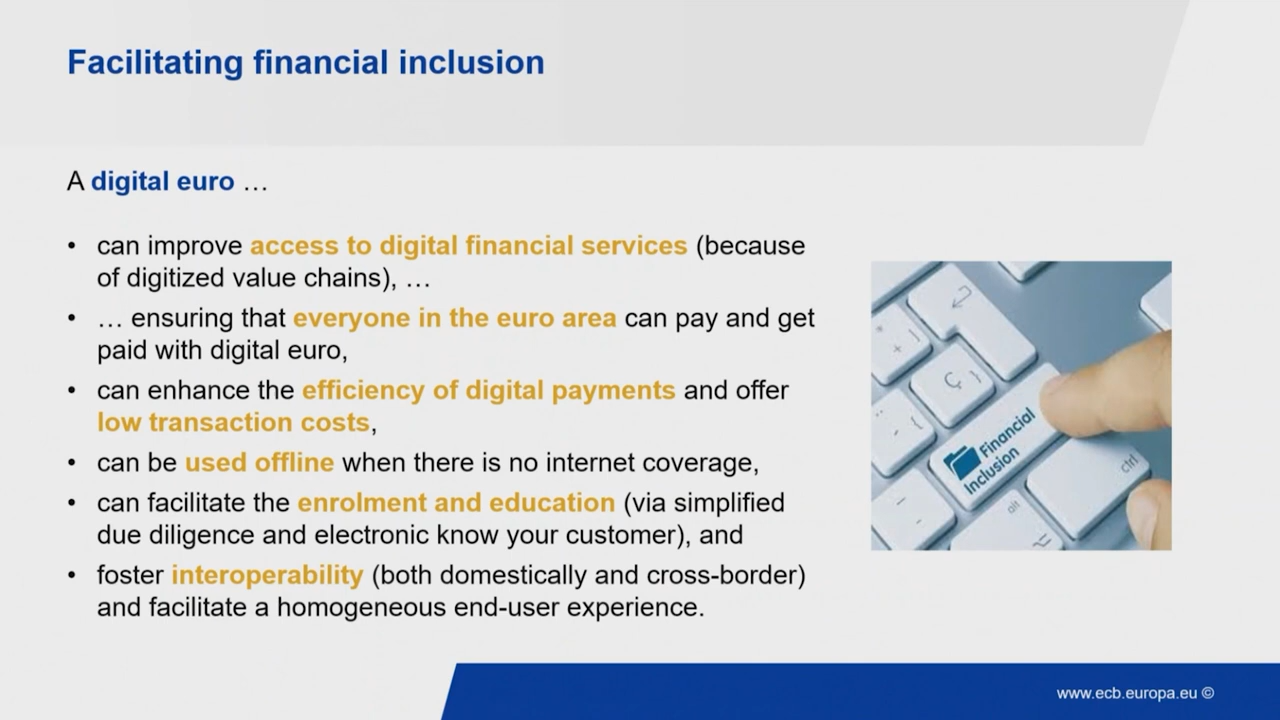 Facilitating financial inclusion
A digital euro …
• can improve access to digital financial services (because
of digitized value chains), …
• … ensuring that everyone in the euro area can pay and get
paid with digital euro,
• can enhance the efficiency of digital payments and offer
low transaction costs,
• can be used offline when there is no internet coverage,
• can facilitate the enrolment and education (via simplified
due diligence and electronic know your customer), and
• foster interoperability (both domestically and cross-border)
and facilitate a homogeneous end-user experience.
Ç
Financial
Inclusion
ctrl
alt
www.ecb.europa.eu ©